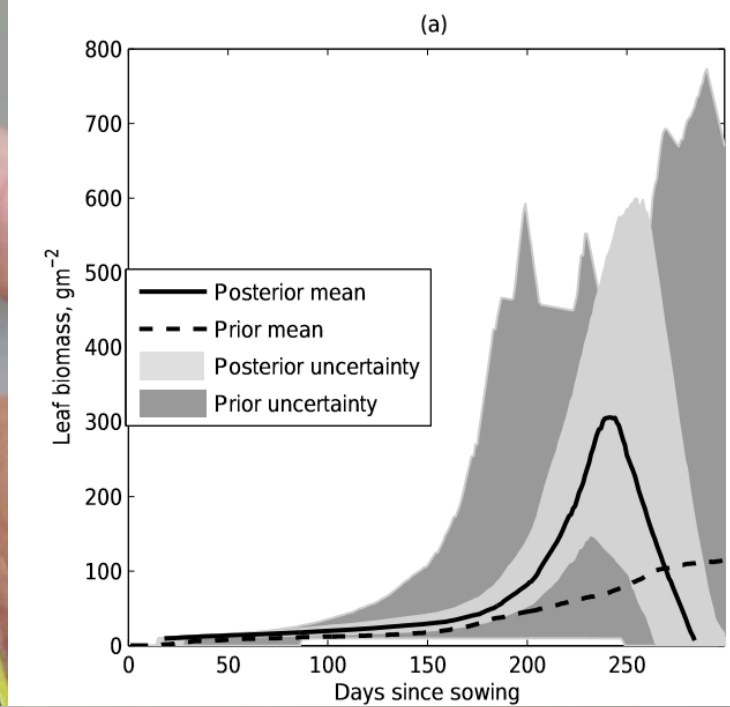 (a)
800
700
600
500
400
300
200
100
0
Leaf biomass, gm⁻²
Posterior mean
Prior mean
Posterior uncertainty
Prior uncertainty
0 50 100 150 200 250
Days since sowing